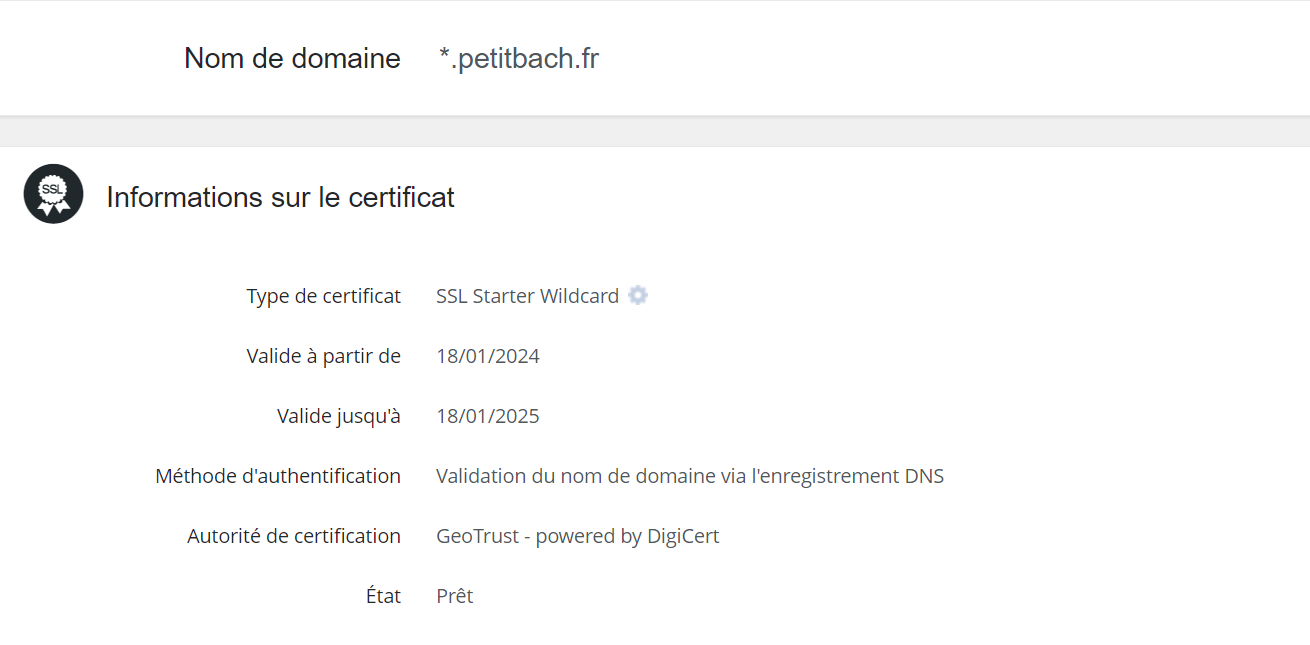 Nom de domaine *.petitbach.fr
SSL
Informations sur le certificat
Type de certificat SSL Starter Wildcard
Valide à partir de 18/01/2024
Valide jusqu'à 18/01/2025
Méthode d'authentification Validation du nom de domaine via l'enregistrement DNS
Autorité de certification GeoTrust - powered by DigiCert
État Prêt